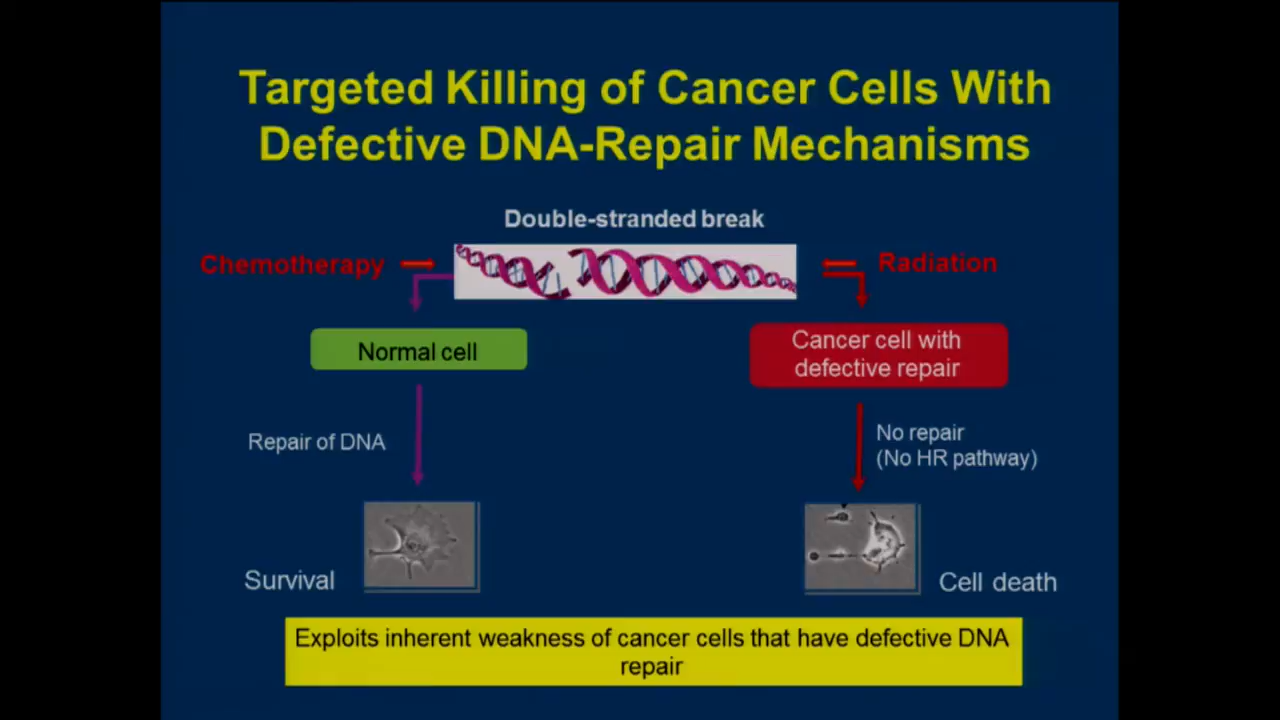 Targeted Killing of Cancer Cells With
Defective DNA-Repair Mechanisms
Double-stranded break
Chemotherapy
Radiation
Normal cell
Cancer cell with
defective repair
Repair of DNA
No repair
(No HR pathway)
Survival
Cell death
Exploits inherent weakness of cancer cells that have defective DNA
repair